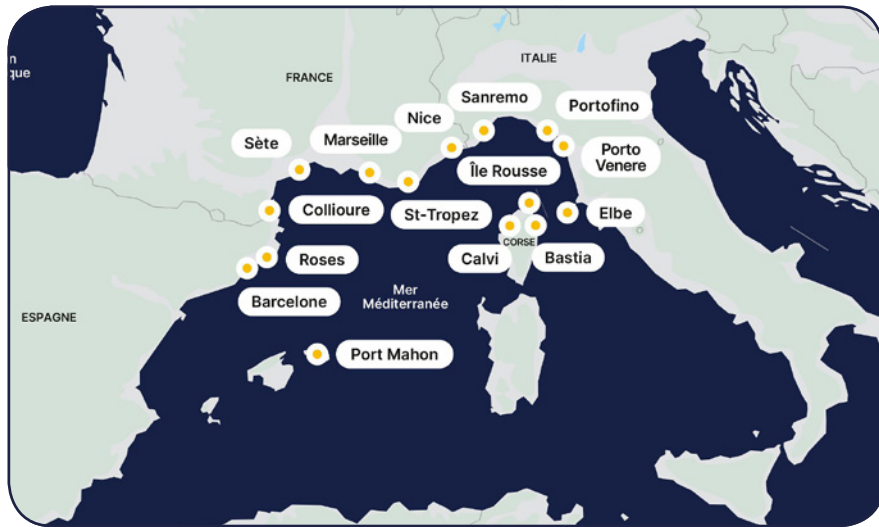 ITALIE
FRANCE
Sanremo
Portofino
Nice
Sète
Marseille
Porto
Venere
Île Rousse
Collioure
St-Tropez
Elbe
CORSE
Roses
Calvi
Bastia
Mer
Méditerranée
Barcelone
ESPAGNE
Port Mahon